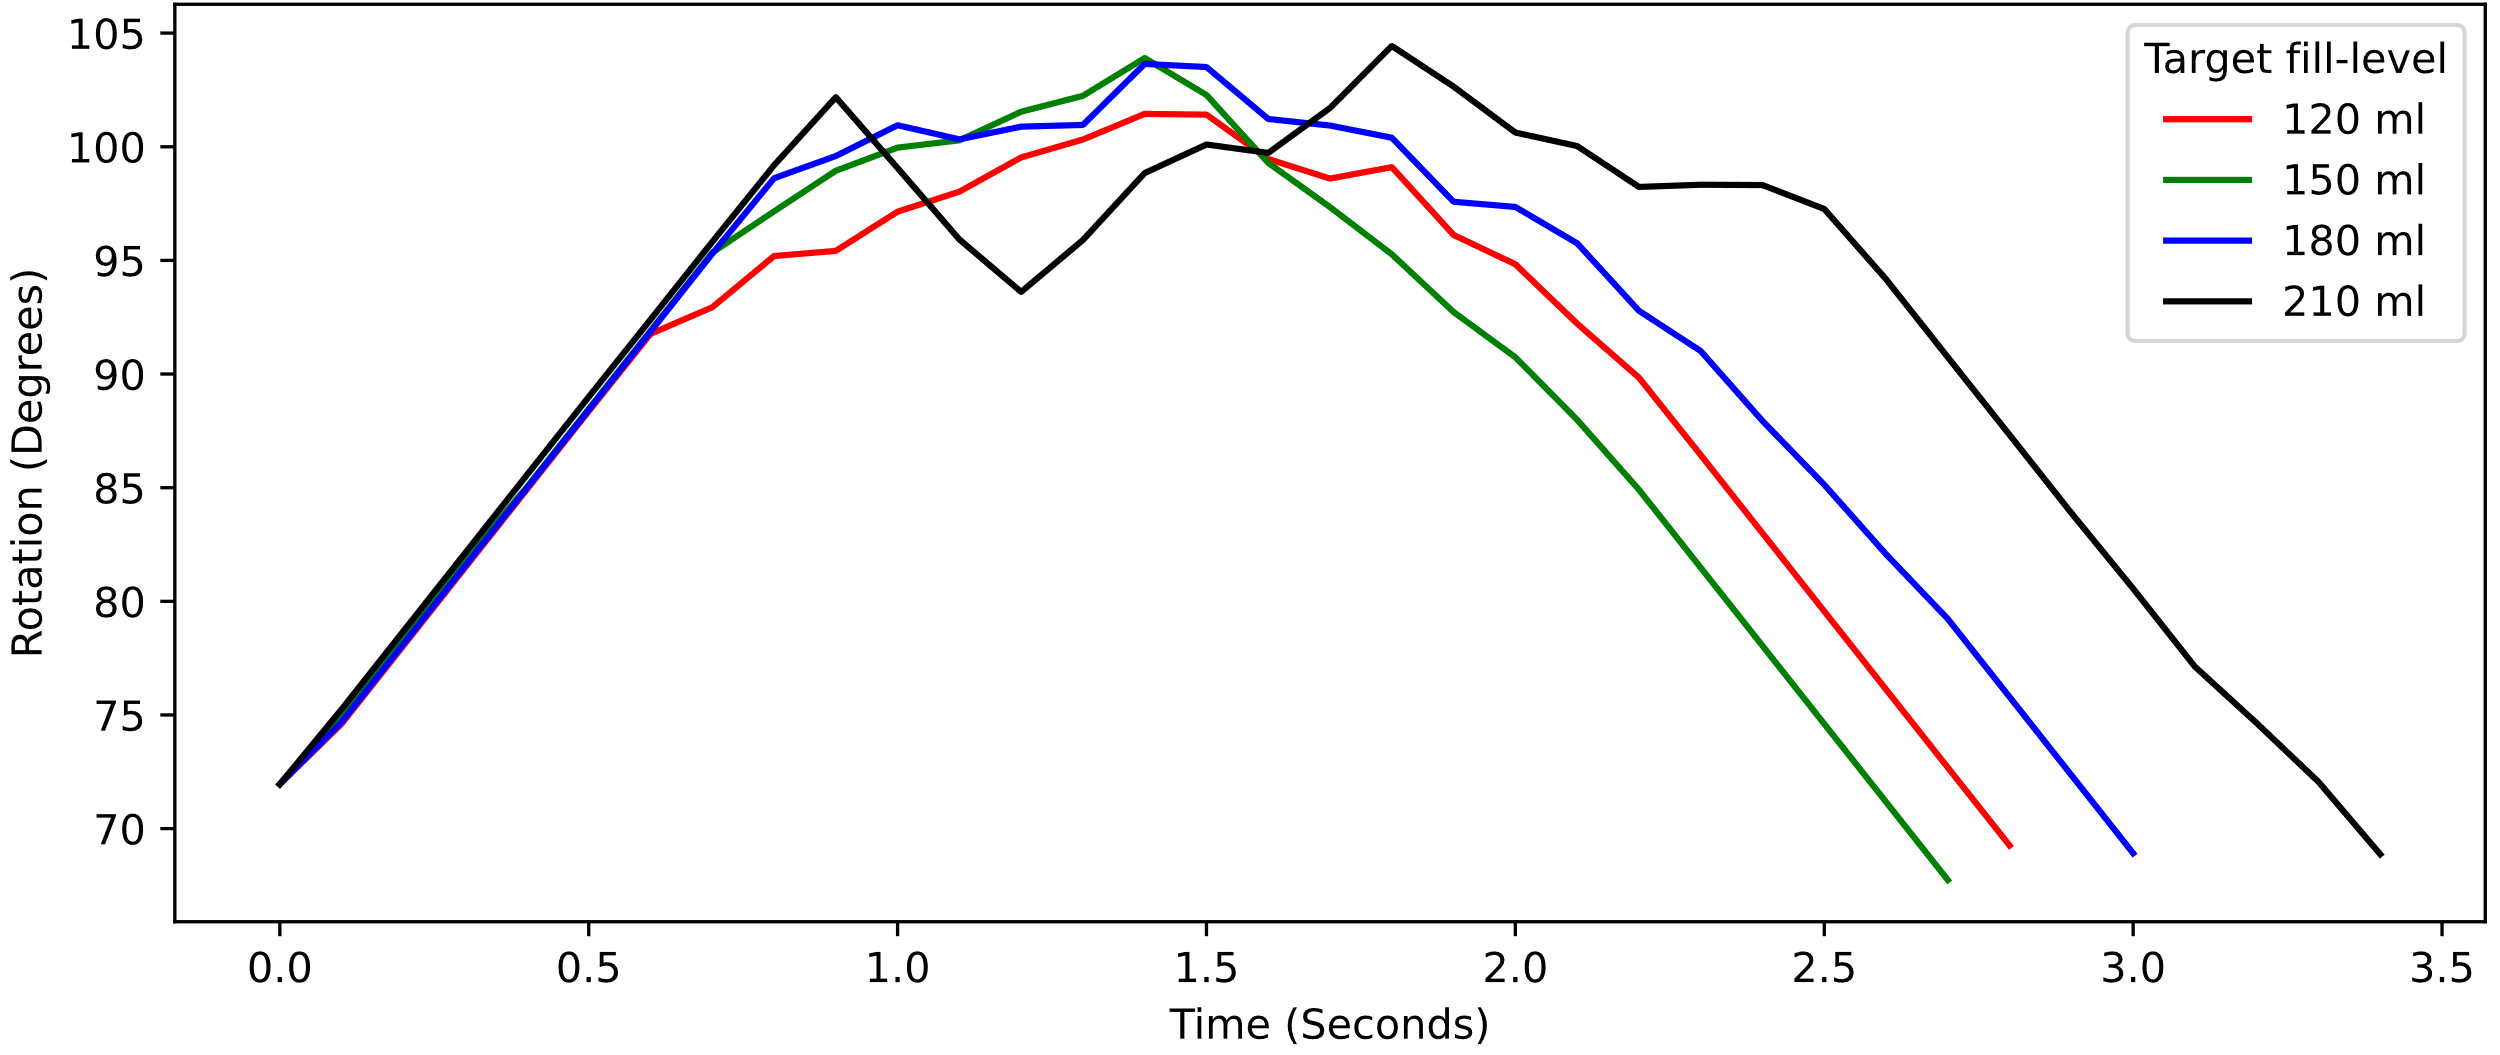 105
100
95
90
85
80
75
70
Rotation (Degrees)
0.0 0.5 1.0 1.5 2.0 2.5 3.0 3.5
Time (Seconds)
Target fill-level
120 ml
150 ml
180 ml
210 ml